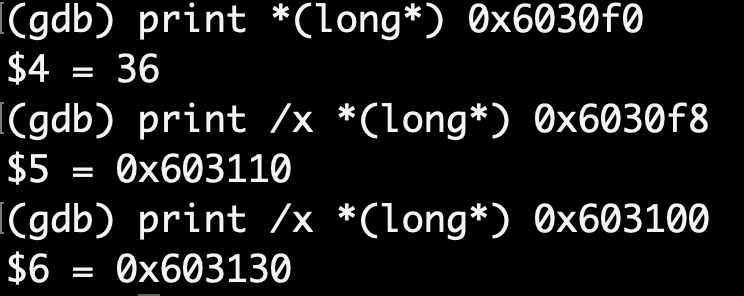 (gdb) print *(long*) 0x6030f0
$4 = 36
(gdb) print /x *(long*) 0x6030f8
$5 = 0x603110
(gdb) print /x *(long*) 0x603100
$6 = 0x603130